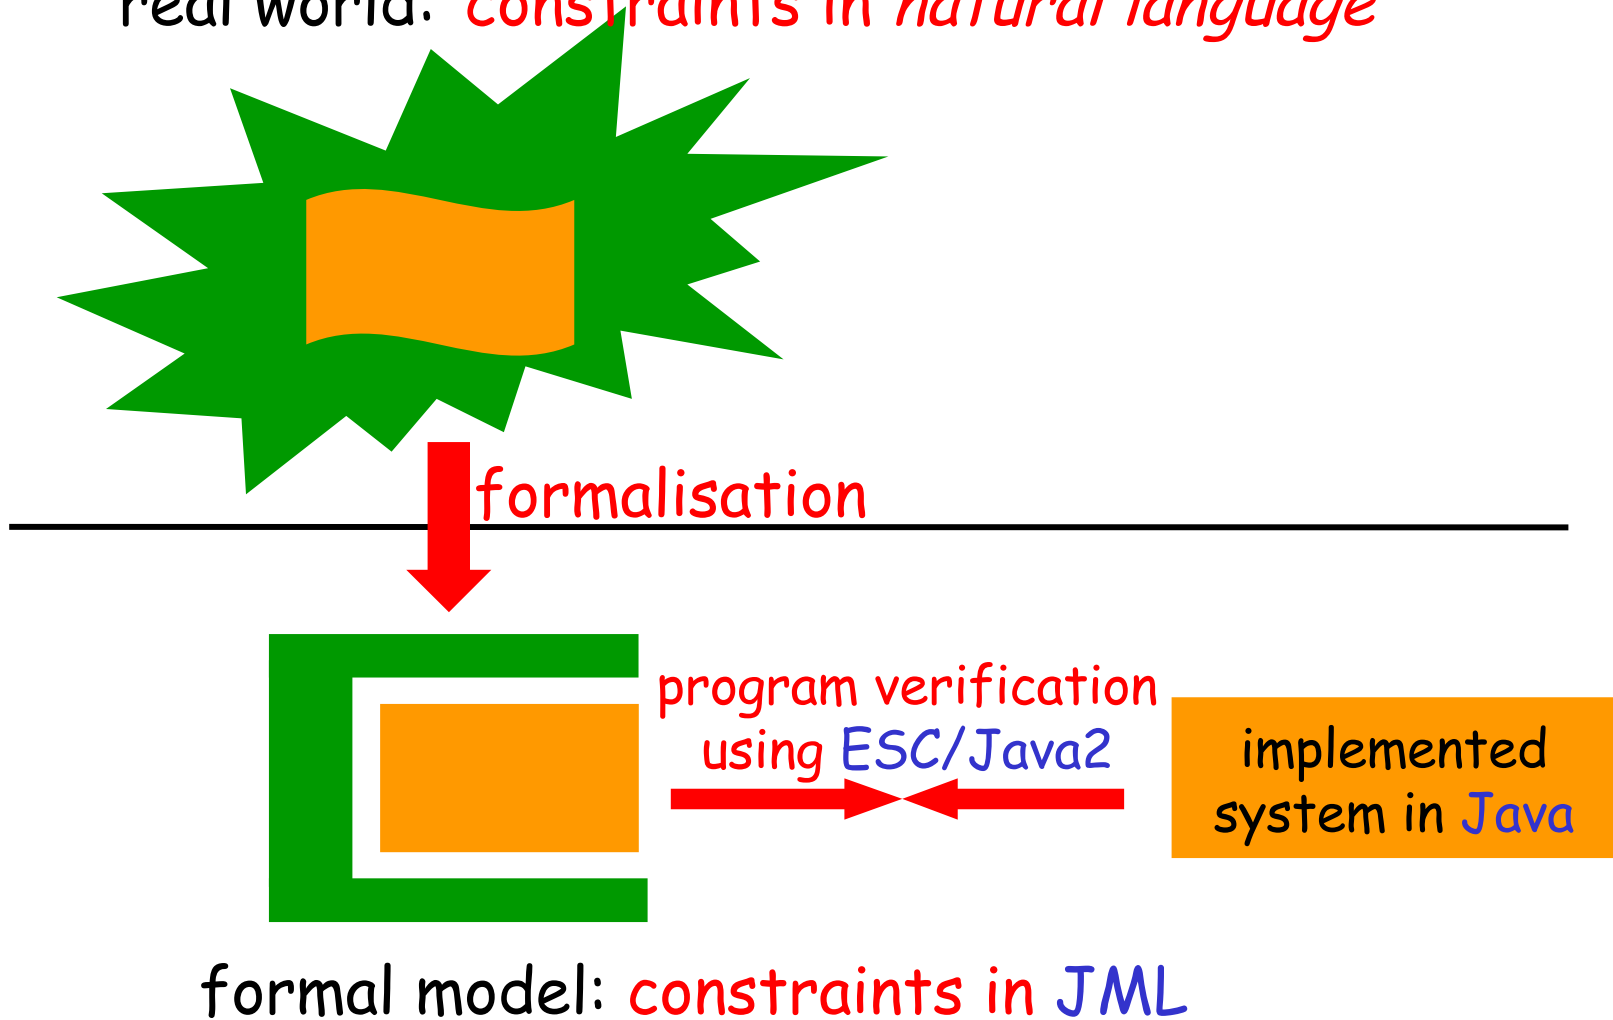 real world: constraints in natural language
formalisation
program verification
using ESC/Java2
implemented
system in Java
formal model: constraints in JML